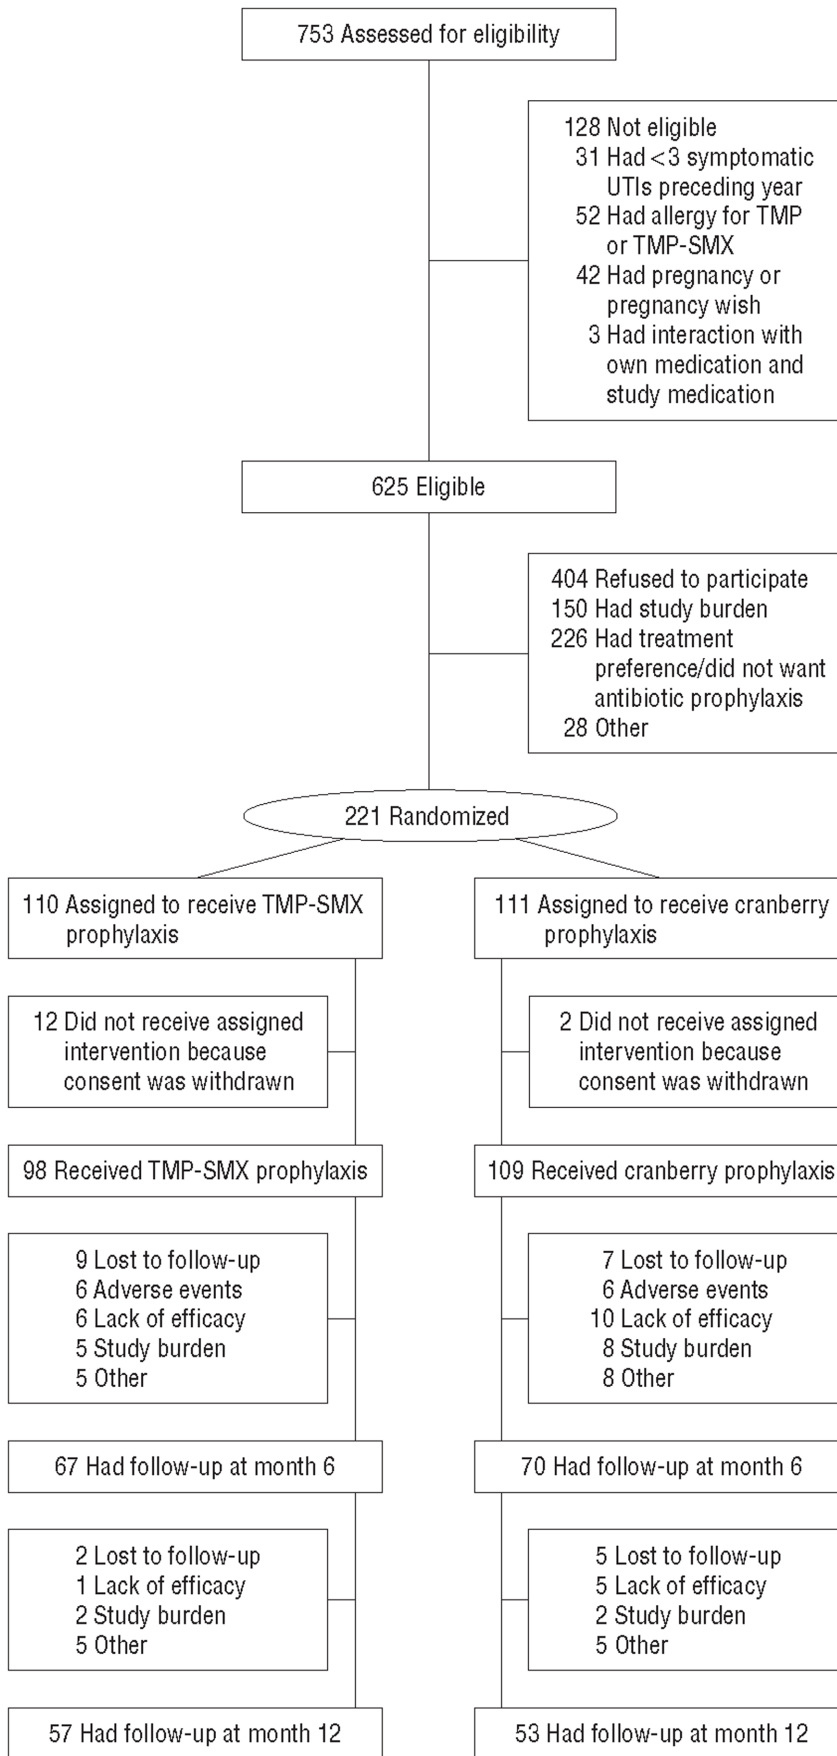 753 Assessed for eligibility
128 Not eligible
31 Had <3 symptomatic
UTIs preceding year
52 Had allergy for TMP
or TMP-SMX
42 Had pregnancy or
pregnancy wish
3 Had interaction with
own medication and
study medication
625 Eligible
404 Refused to participate
150 Had study burden
226 Had treatment
preference/did not want
antibiotic prophylaxis
28 Other
221 Randomized
110 Assigned to receive TMP-SMX
prophylaxis
12 Did not receive assigned
intervention because
consent was withdrawn
98 Received TMP-SMX prophylaxis
9 Lost to follow-up
6 Adverse events
6 Lack of efficacy
5 Study burden
5 Other
67 Had follow-up at month 6
2 Lost to follow-up
1 Lack of efficacy
2 Study burden
5 Other
57 Had follow-up at month 12
111 Assigned to receive cranberry
prophylaxis
2 Did not receive assigned
intervention because
consent was withdrawn
109 Received cranberry prophylaxis
7 Lost to follow-up
6 Adverse events
10 Lack of efficacy
8 Study burden
8 Other
70 Had follow-up at month 6
5 Lost to follow-up
5 Lack of efficacy
2 Study burden
5 Other
53 Had follow-up at month 12